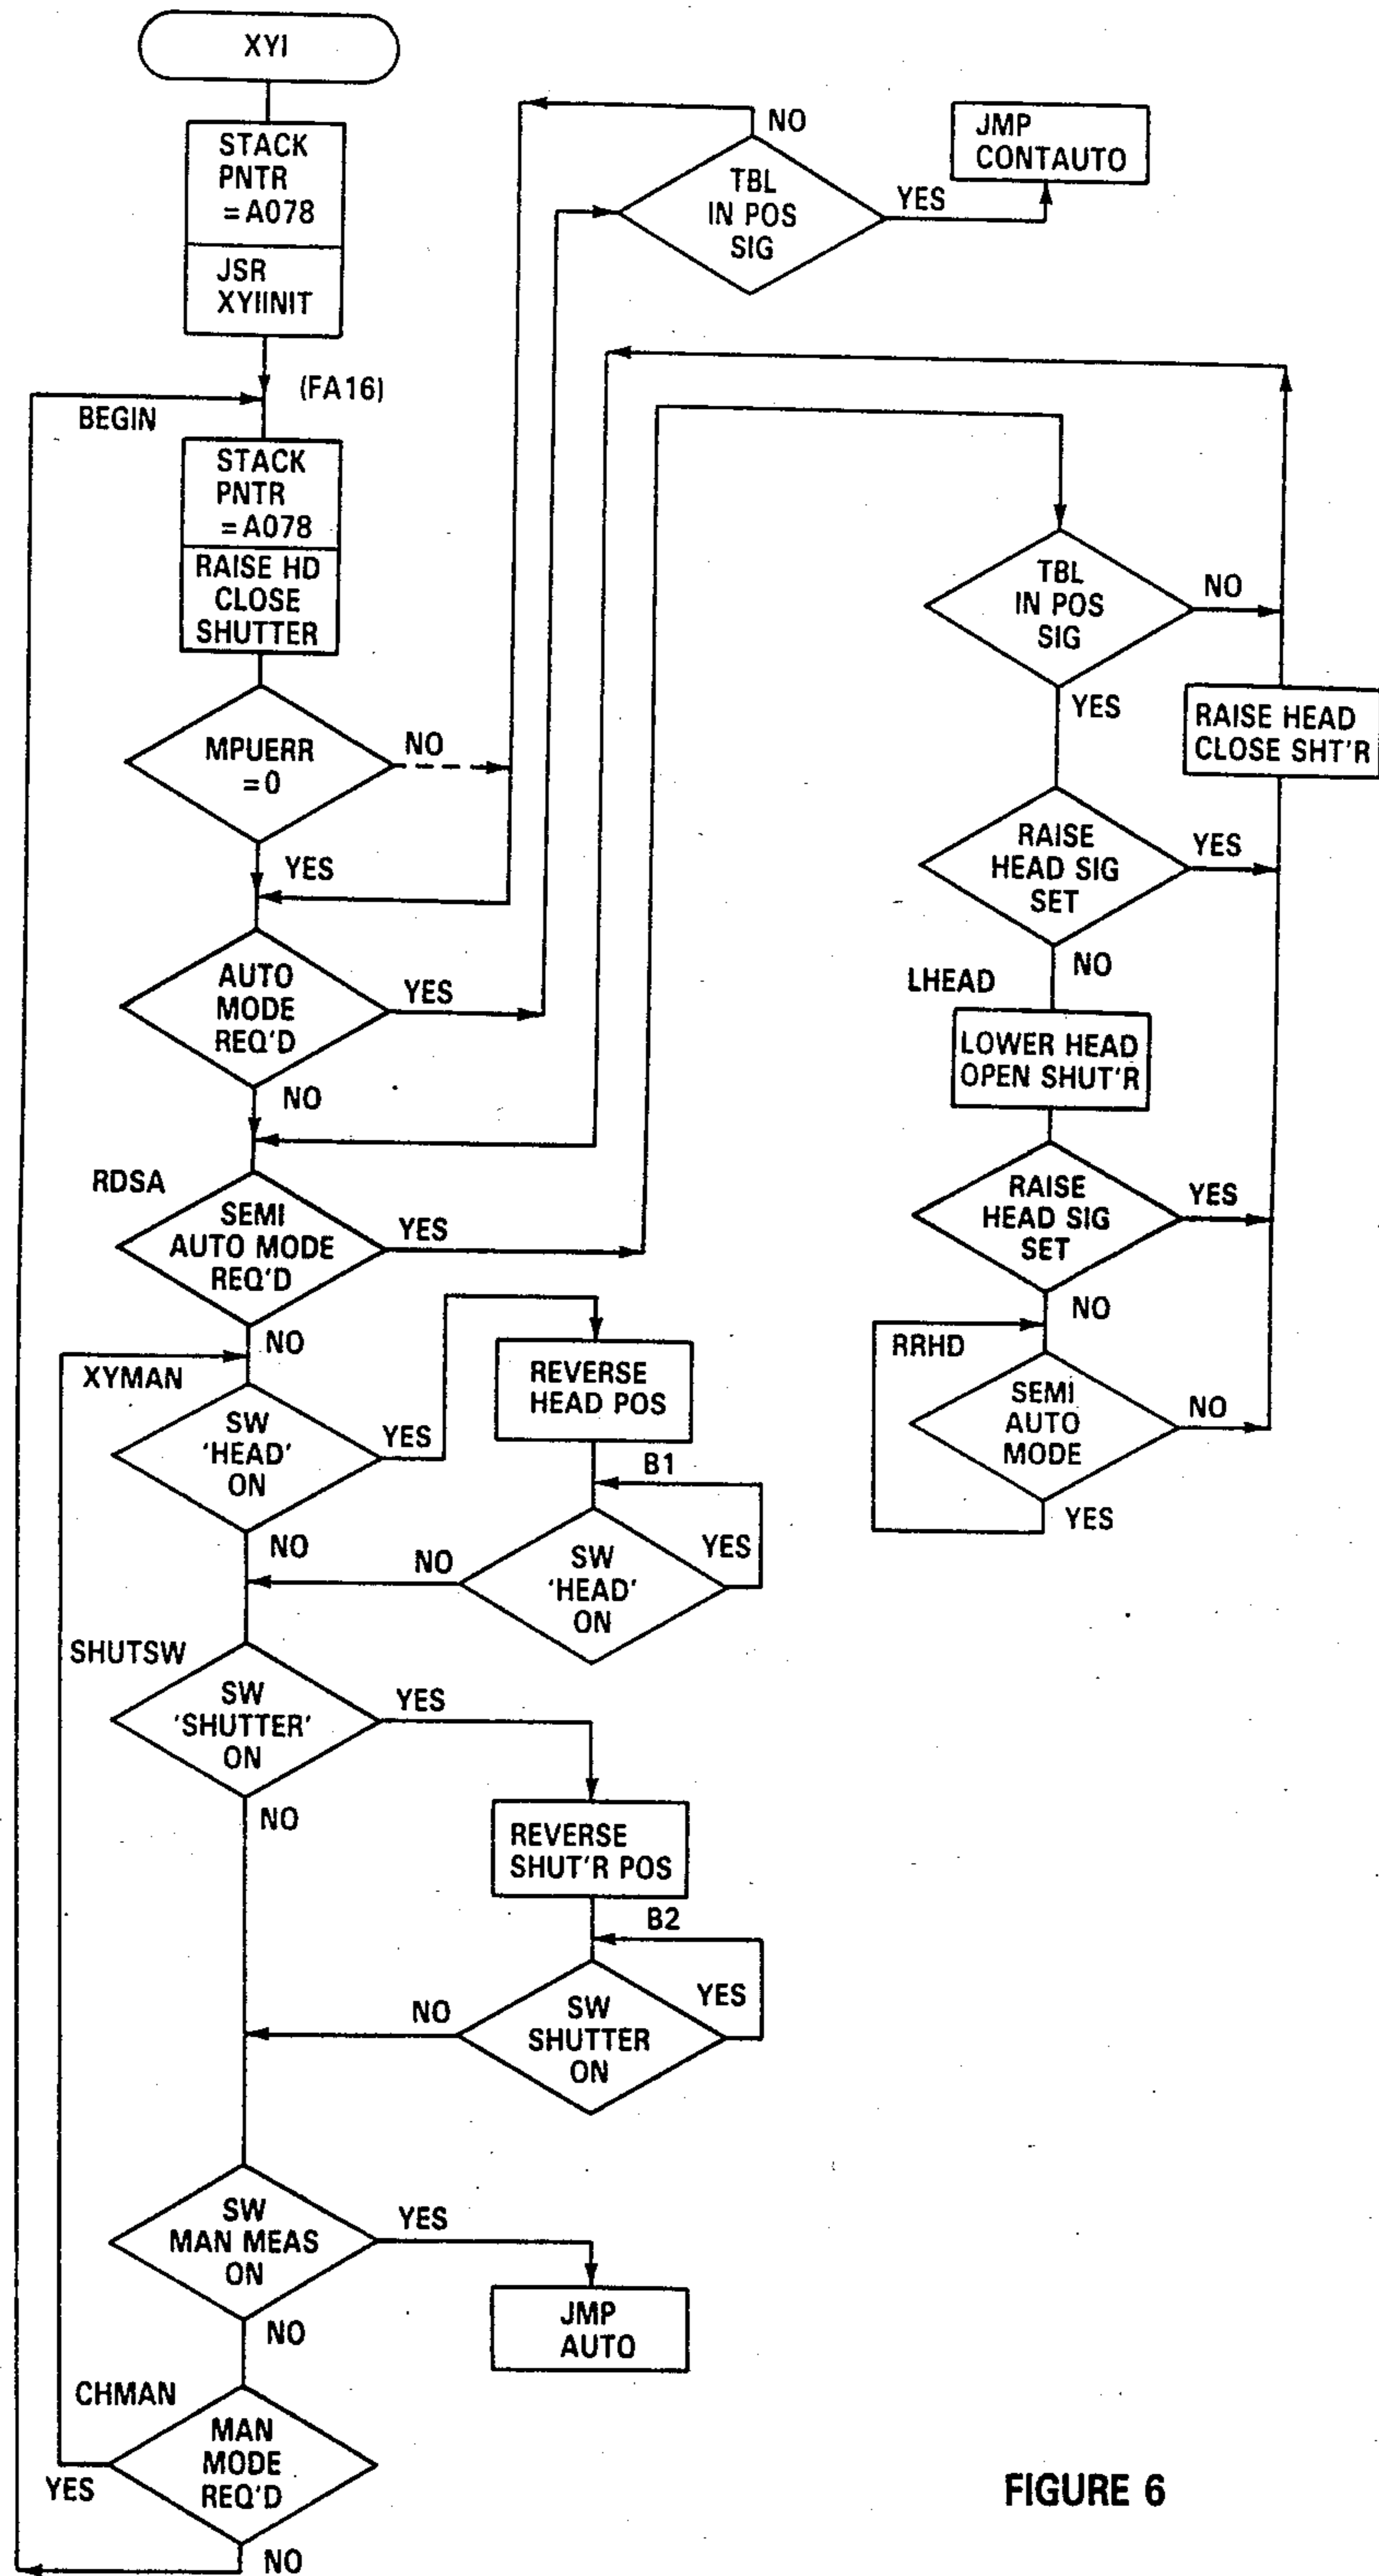 XYI
STACK
PNTR
=A078
JSR
XYIINIT
(FA16)
BEGIN
STACK
PNTR
=A078
RAISE HD
CLOSE
SHUTTER
MPUERR
=0
NO
YES
AUTO
MODE
REQ'D
YES
NO
TBL
IN POS
SIG
NO
YES
JMP
CONTAUTO
RDSA
SEMI
AUTO MODE
REQ'D
YES
NO
TBL
IN POS
SIG
NO
YES
RAISE HEAD
CLOSE SHT'R
RAISE
HEAD SIG
SET
YES
NO
LHEAD
LOWER HEAD
OPEN SHUT'R
RAISE
HEAD SIG
SET
YES
NO
RRHD
SEMI
AUTO
MODE
NO
YES
XYMAN
SW
'HEAD'
ON
YES
NO
REVERSE
HEAD POS
B1
SW
'HEAD'
ON
YES
NO
SHUTSW
SW
'SHUTTER'
ON
YES
NO
REVERSE
SHUT'R POS
B2
SW
SHUTTER
ON
YES
NO
SW
MAN MEAS
ON
YES
NO
JMP
AUTO
CHMAN
MAN
MODE
REQ'D
YES
NO
FIGURE 6